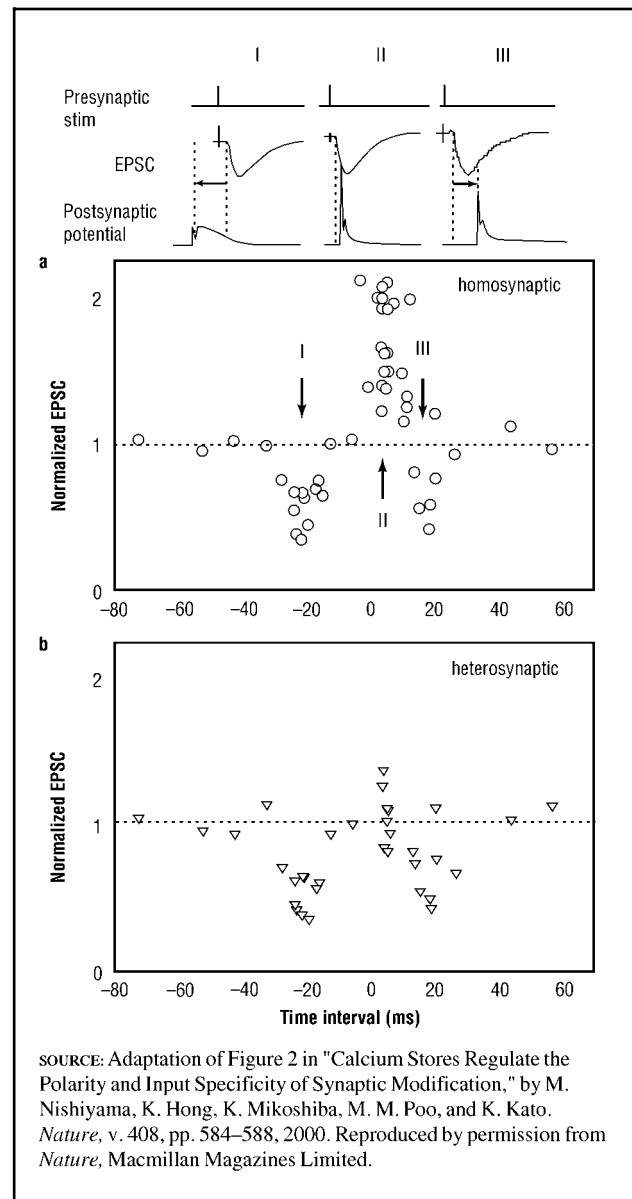 I II III
Presynaptic
stim
EPSC
Postsynaptic
potential
a
homosynaptic
2
I
III
Normalized EPSC
1
II
0
–80 –60 –40 –20 0 20 40 60
b
heterosynaptic
2
Normalized EPSC
1
0
–80 –60 –40 –20 0 20 40 60
Time interval (ms)
SOURCE: Adaptation of Figure 2 in "Calcium Stores Regulate the
Polarity and Input Specificity of Synaptic Modification," by M.
Nishiyama, K. Hong, K. Mikoshiba, M. M. Poo, and K. Kato.
Nature, v. 408, pp. 584–588, 2000. Reproduced by permission from
Nature, Macmillan Magazines Limited.